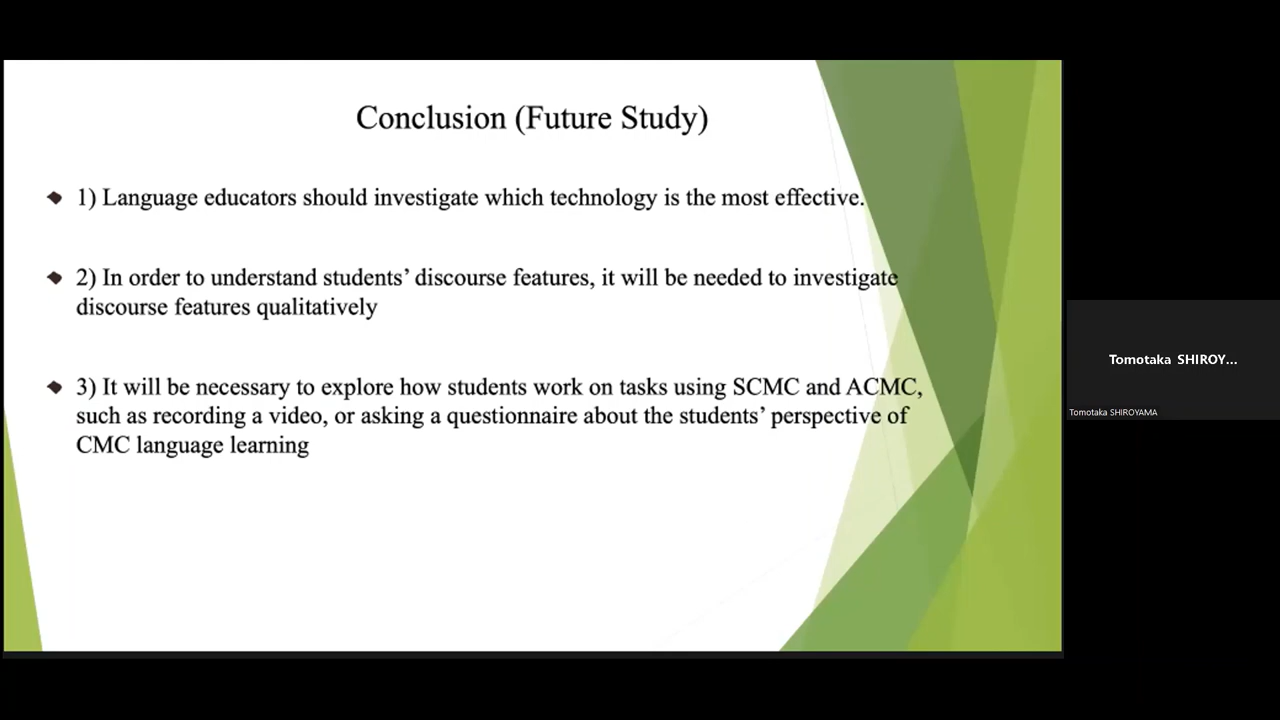 Conclusion (Future Study)
1) Language educators should investigate which technology is the most effective.
2) In order to understand students’ discourse features, it will be needed to investigate
discourse features qualitatively
3) It will be necessary to explore how students work on tasks using SCMC and ACMC,
such as recording a video, or asking a questionnaire about the students’ perspective of
CMC language learning
Tomotaka SHIROY...
Tomotaka SHIROYAMA